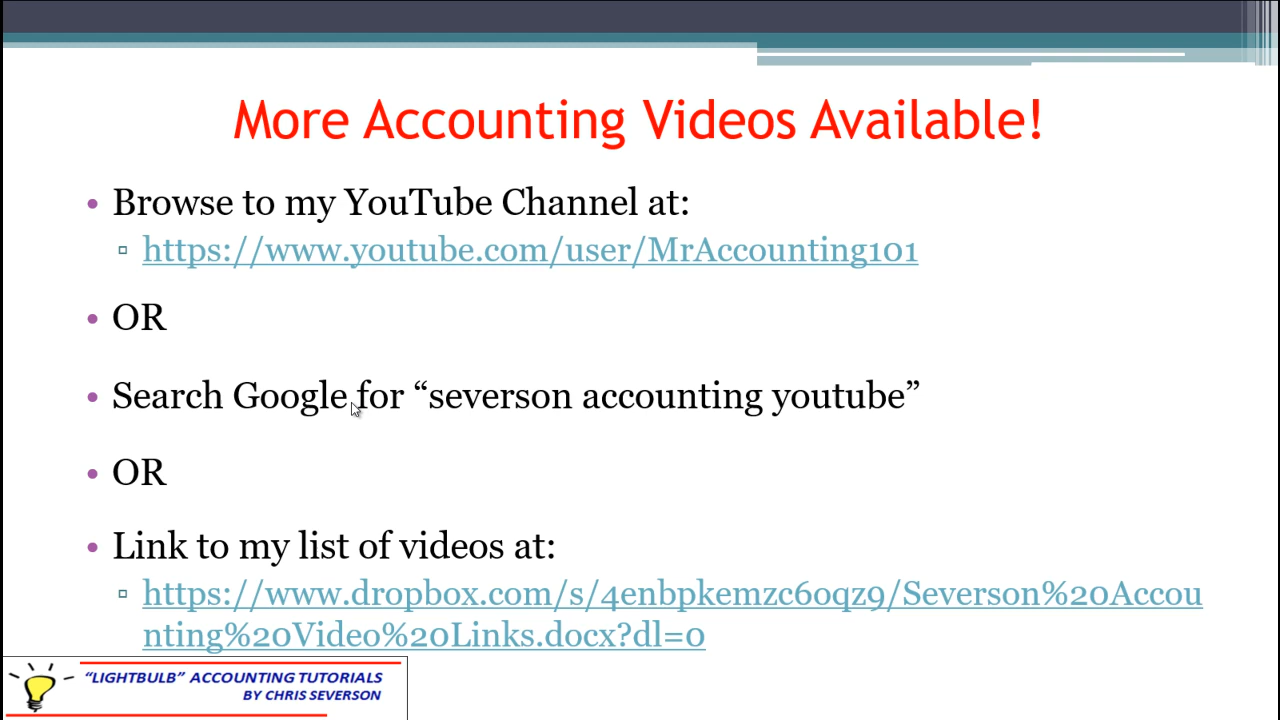 More Accounting Videos Available!
• Browse to my YouTube Channel at:
▫ https://www.youtube.com/user/MrAccounting101
• OR
• Search Google for “severson accounting youtube”
• OR
• Link to my list of videos at:
▫ https://www.dropbox.com/s/4enbpkemzc6oqz9/Severson%20Accou
nting%20Video%20Links.docx?dl=0
“LIGHTBULB” ACCOUNTING TUTORIALS
BY CHRIS SEVERSON